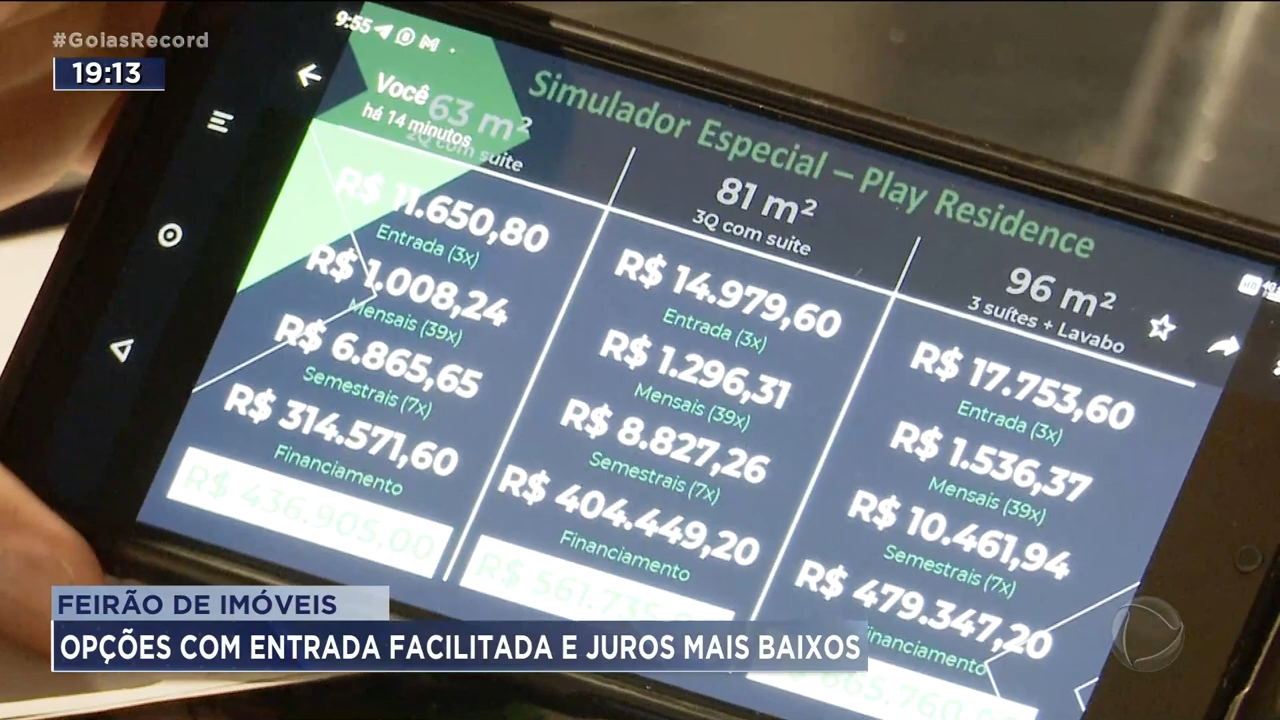 #GoiasRecord
19:13
9:55
Você
há 14 minutos
Simulador Especial – Play Residence
63 m²
2Q com suite
R$ 11.650,80
Entrada (3x)
R$ 1.008,24
Mensais (39x)
R$ 6.865,65
Semestrais (7x)
R$ 314.571,60
Financiamento
R$ 436.905,00
81 m²
3Q com suite
R$ 14.979,60
Entrada (3x)
R$ 1.296,31
Mensais (39x)
R$ 8.827,26
Semestrais (7x)
R$ 404.449,20
Financiamento
96 m²
3 suítes + Lavabo
R$ 17.753,60
Entrada (3x)
R$ 1.536,37
Mensais (39x)
R$ 10.461,94
Semestrais (7x)
R$ 479.347,20
Financiamento
FEIRÃO DE IMÓVEIS
OPÇÕES COM ENTRADA FACILITADA E JUROS MAIS BAIXOS